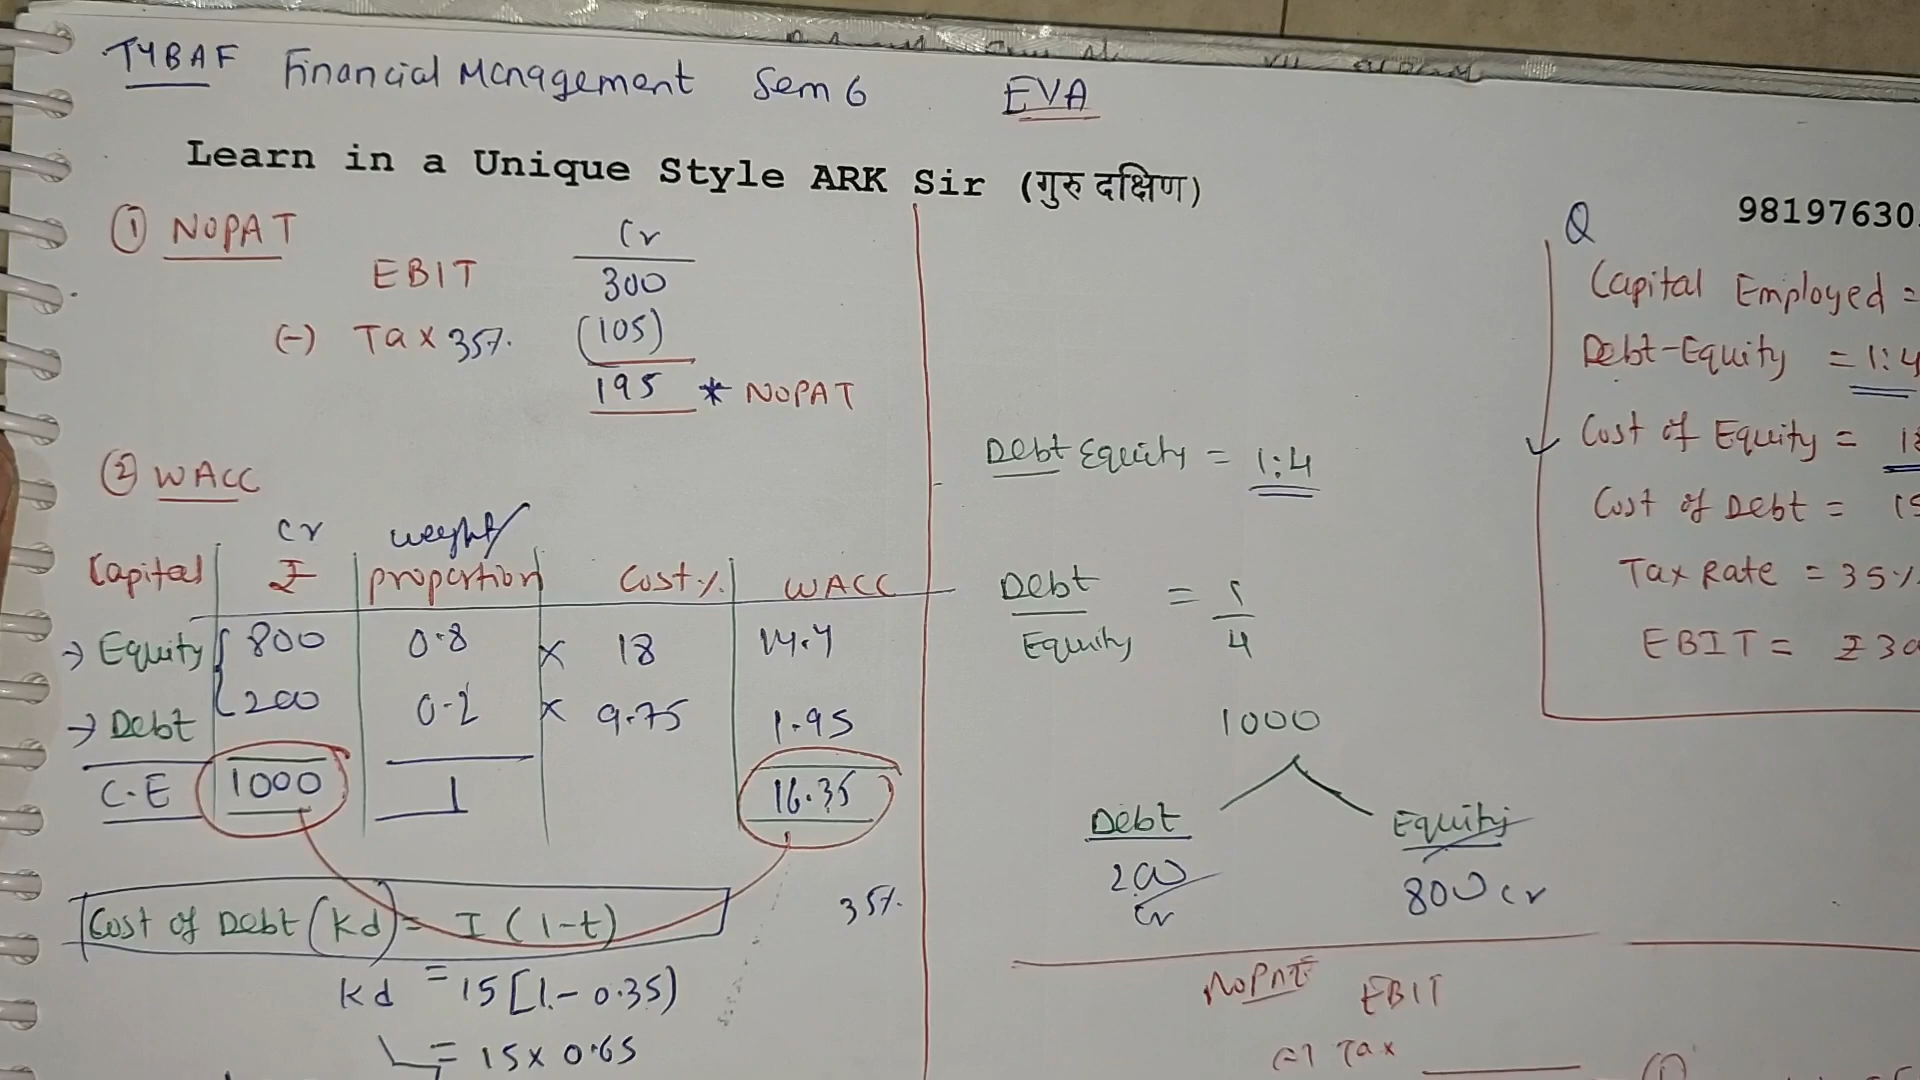 TYBAF Financial Management Sem 6 EVA
Learn in a Unique Style ARK Sir (गुरु दक्षिण)
98197630
① NOPAT
Cr
EBIT 300
(-) Tax 35% (105)
195 * NOPAT
② WACC
Cr weight/
Capital ₹ proportion Cost % WACC
→ Equity 800 0.8 × 18 14.4
→ Debt 200 0.2 × 9.75 1.95
C.E 1000 1 16.35
Cost of Debt (Kd) = I (1-t)
35%
Kd = 15 [1 - 0.35)
= 15 x 0.65
Debt Equity = 1:4
Debt
Equity
= 1
4
1000
Debt Equity
200 800 cr
Cr
NOPAT EBIT
(-) Tax
Q
Capital Employed =
Debt-Equity = 1:4
Cost of Equity = 18
Cost of Debt = 15
Tax Rate = 35%
EBIT = ₹ 30